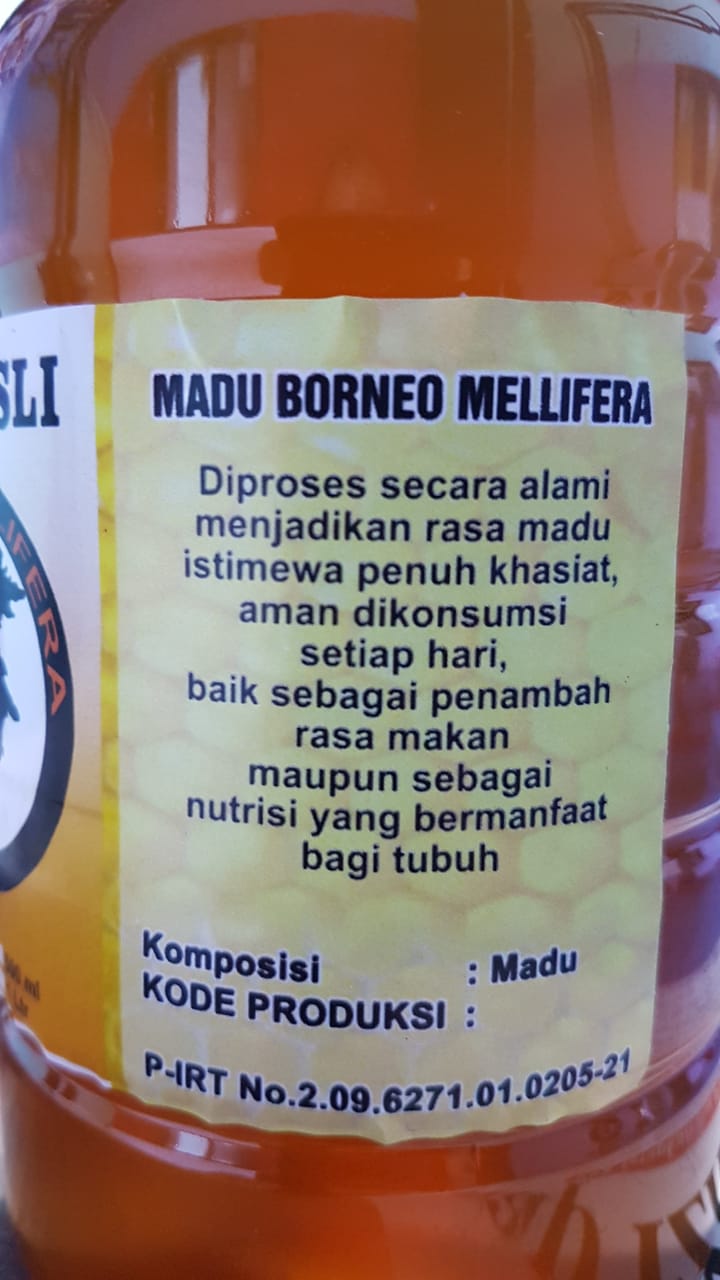 SLI
IFERA
MADU BORNEO MELLIFERA
Diproses secara alami
menjadikan rasa madu
istimewa penuh khasiat,
aman dikonsumsi
setiap hari,
baik sebagai penambah
rasa makan
maupun sebagai
nutrisi yang bermanfaat
bagi tubuh
Komposisi : Madu
KODE PRODUKSI :
P-IRT No.2.09.6271.01.0205-21
ml